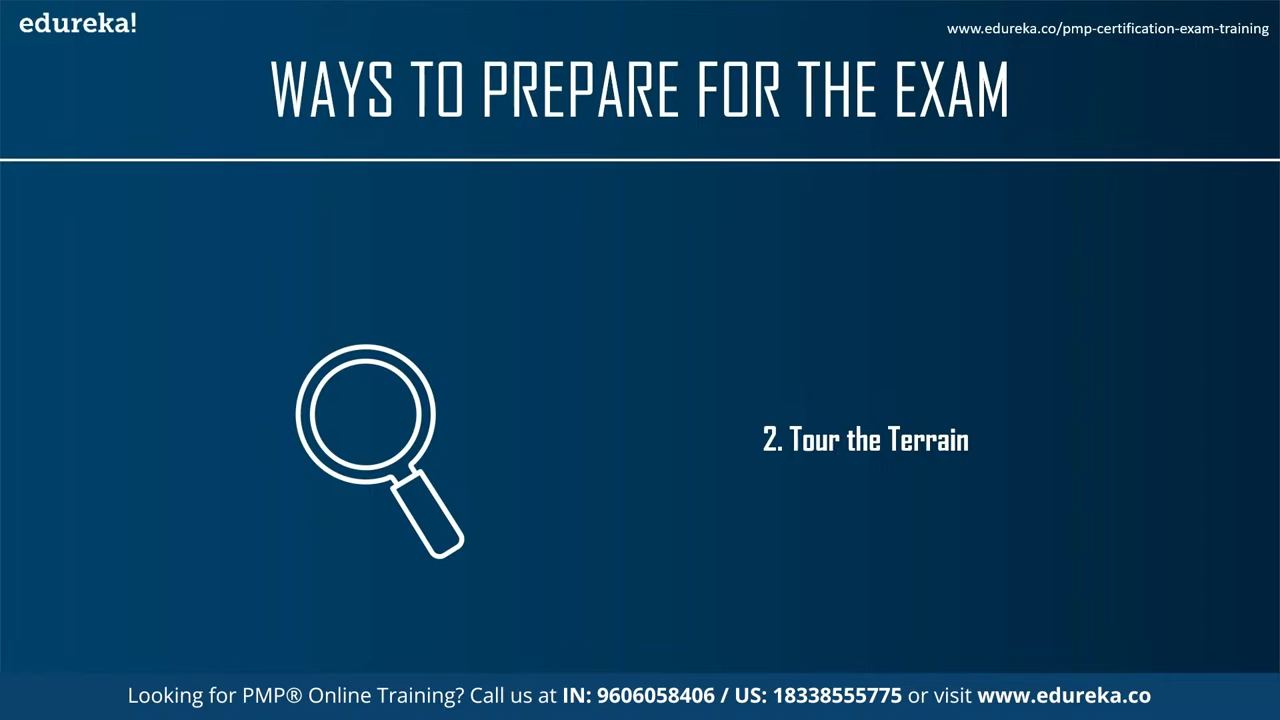 edureka!
www.edureka.co/pmp-certification-exam-training
WAYS TO PREPARE FOR THE EXAM
2. Tour the Terrain
Looking for PMP® Online Training? Call us at IN: 9606058406 / US: 18338555775 or visit www.edureka.co